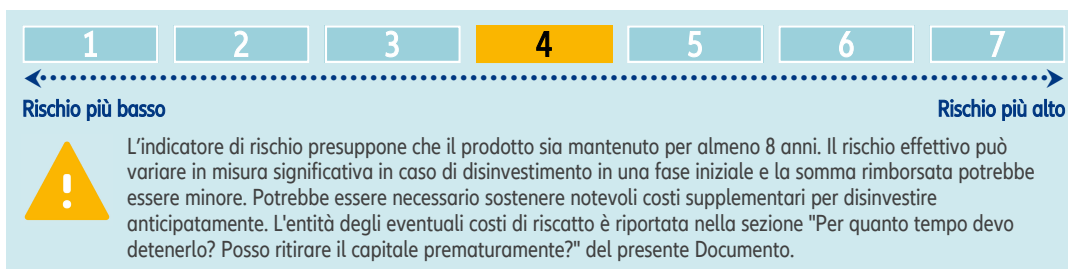 1 2 3 4 5 6 7
Rischio più basso Rischio più alto
L'indicatore di rischio presuppone che il prodotto sia mantenuto per almeno 8 anni. Il rischio effettivo può
variare in misura significativa in caso di disinvestimento in una fase iniziale e la somma rimborsata potrebbe
essere minore. Potrebbe essere necessario sostenere notevoli costi supplementari per disinvestire
anticipatamente. L'entità degli eventuali costi di riscatto è riportata nella sezione "Per quanto tempo devo
detenerlo? Posso ritirare il capitale prematuramente?" del presente Documento.